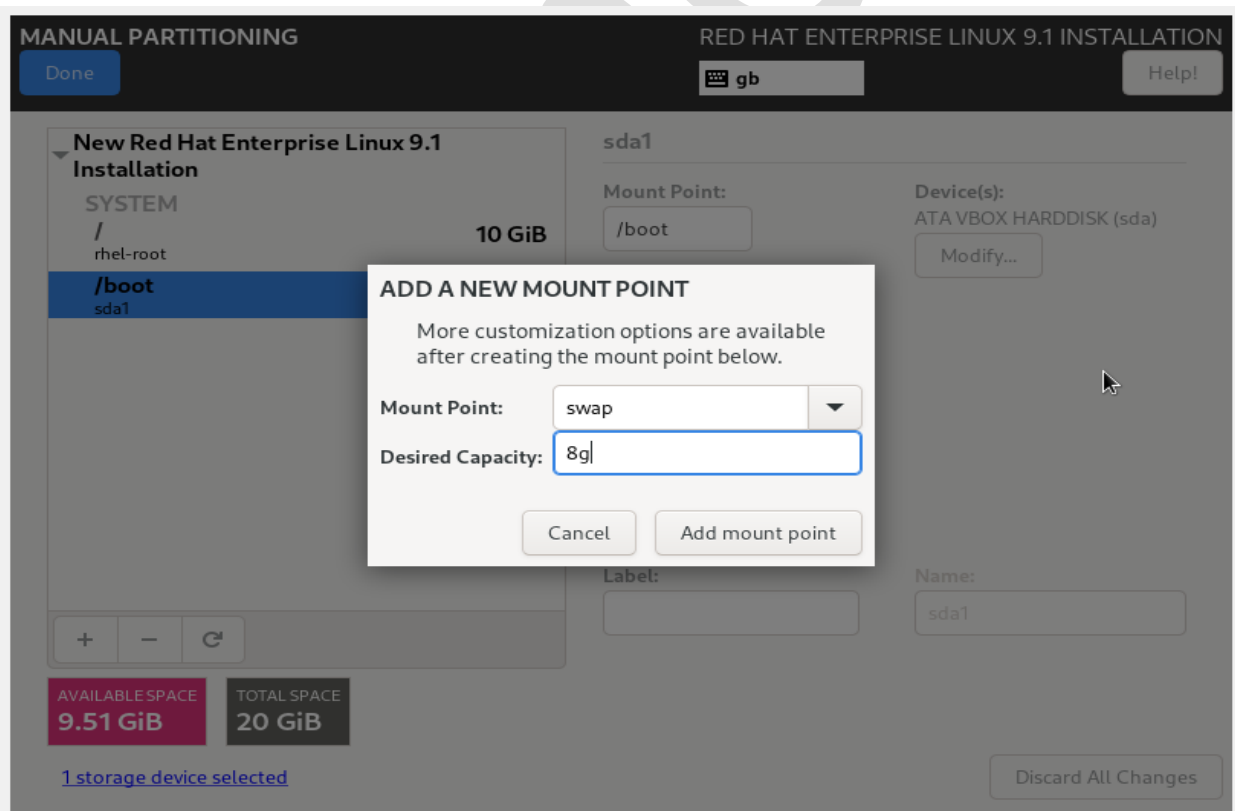 MANUAL PARTITIONING
RED HAT ENTERPRISE LINUX 9.1 INSTALLATION
Done
gb
Help!
New Red Hat Enterprise Linux 9.1
Installation
SYSTEM
/
rhel-root
10 GiB
/boot
sda1
sda1
Mount Point:
/boot
Device(s):
ATA VBOX HARDDISK (sda)
Modify...
ADD A NEW MOUNT POINT
More customization options are available
after creating the mount point below.
Mount Point:
swap
Desired Capacity:
8g
Cancel
Add mount point
Label:
Name:
sda1
+ −
AVAILABLE SPACE
9.51 GiB
TOTAL SPACE
20 GiB
1 storage device selected
Discard All Changes